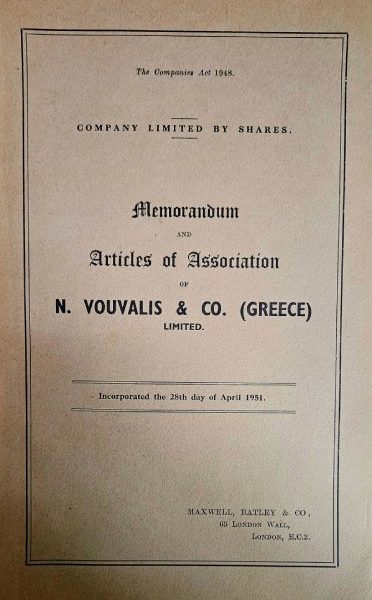 The Companies Act 1948.
COMPANY LIMITED BY SHARES.
Memorandum
AND
Articles of Association
OF
N. VOUVALIS & CO. (GREECE)
LIMITED.
Incorporated the 28th day of April 1951.
MAXWELL, BATLEY & CO,
65 LONDON WALL,
LONDON, E.C.2.